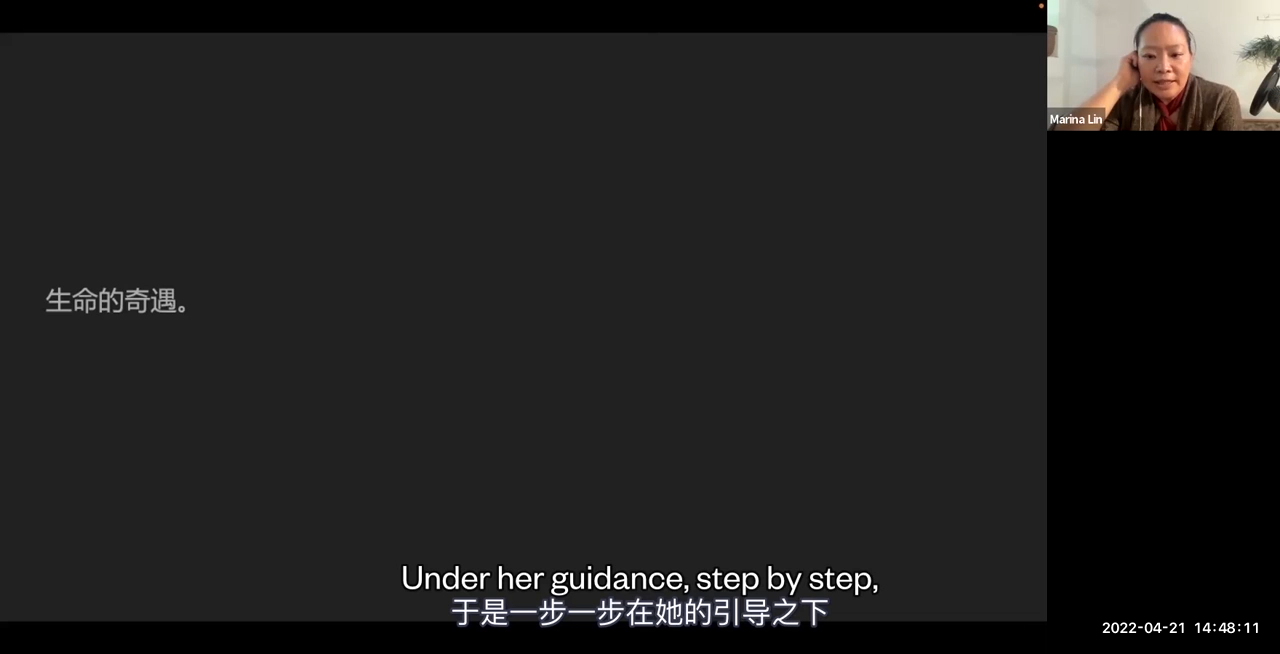 Marina Lin
生命的奇遇。
Under her guidance, step by step,
于是一步一步在她的引导之下
2022-04-21 14:48:11